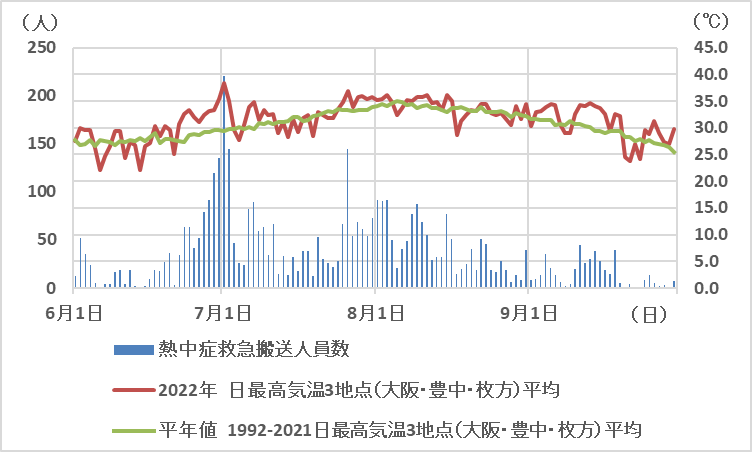 （人） （℃）
250 45.0
40.0
200 35.0
150 30.0
25.0
100 20.0
15.0
50 10.0
5.0
0 0.0
6月1日 7月1日 8月1日 9月1日 （日）
熱中症救急搬送人員数
2022年 日最高気温3地点（大阪・豊中・枚方）平均
平年値 1992-2021日最高気温3地点（大阪・豊中・枚方）平均